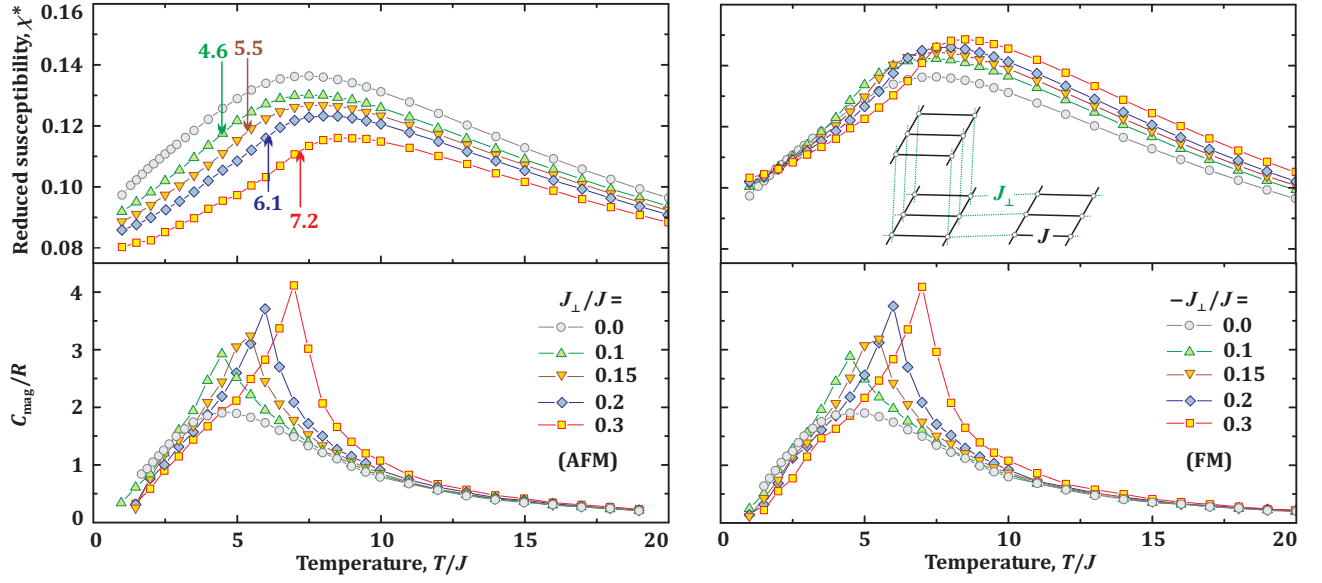 Reduced susceptibility, χ*
0.16
0.14
0.12
0.10
0.08
4.6
5.5
6.1
7.2
J⊥
J
C_mag/R
4
3
2
1
0
J⊥/J =
0.0
0.1
0.15
0.2
0.3
(AFM)
0 5 10 15 20
Temperature, T/J
−J⊥/J =
0.0
0.1
0.15
0.2
0.3
(FM)
0 5 10 15 20
Temperature, T/J